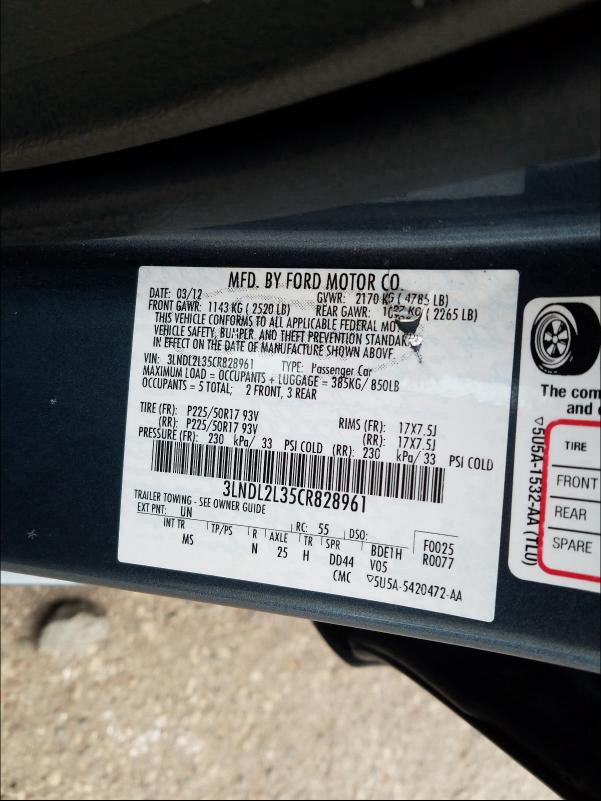 MFD. BY FORD MOTOR CO.
DATE: 03/12 GVWR: 2170 KG ( 4785 LB)
FRONT GAWR: 1143 KG ( 2520 LB) REAR GAWR: KG ( 2265 LB)
THIS VEHICLE CONFORMS TO ALL APPLICABLE FEDERAL
VEHICLE SAFETY, BUMPER, AND THEFT PREVENTION
IN EFFECT ON THE DATE OF MANUFACTURE SHOWN ABOVE.
VIN: 3LNDL2L35CR828961 TYPE: Passenger Car
MAXIMUM LOAD = OCCUPANTS + LUGGAGE = 385KG/850LB
OCCUPANTS = 5 TOTAL; 2 FRONT, 3 REAR
TIRE (FR): P225/50R17 93V RIMS (FR): 17X7.5J
(RR): P225/50R17 93V (RR): 17X7.5J
PRESSURE (FR): 230 kPa/ 33 PSI COLD (RR): 230 kPa/ 33 PSI COLD
3LNDL2L35CR828961
TRAILER TOWING - SEE OWNER GUIDE
EXT PNT: UN RC: 55 DSO: F0025
INT TR TP/PS R AXLE TR SPR BDE1H R0077
MS N 25 H DD44 V05
CMC ▽5U5A-5420472-AA
The com
and
TIRE
FRONT
REAR
SPARE
▽5U5A-1532-AA (TLU)